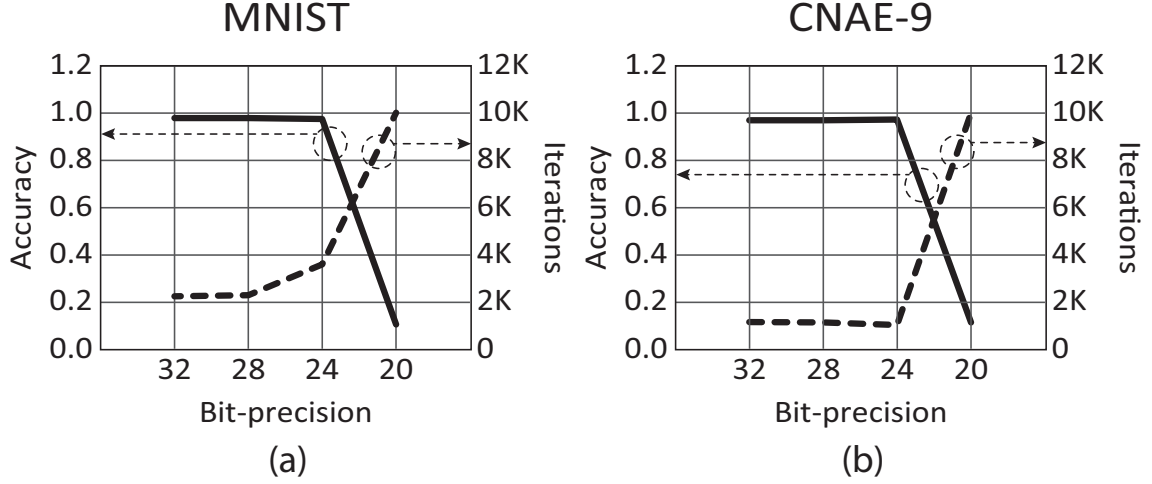 MNIST
1.2
1.0
0.8
0.6
0.4
0.2
0.0
Accuracy
12K
10K
8K
6K
4K
2K
0
Iterations
32 28 24 20
Bit-precision
(a)
CNAE-9
1.2
1.0
0.8
0.6
0.4
0.2
0.0
Accuracy
12K
10K
8K
6K
4K
2K
0
Iterations
32 28 24 20
Bit-precision
(b)